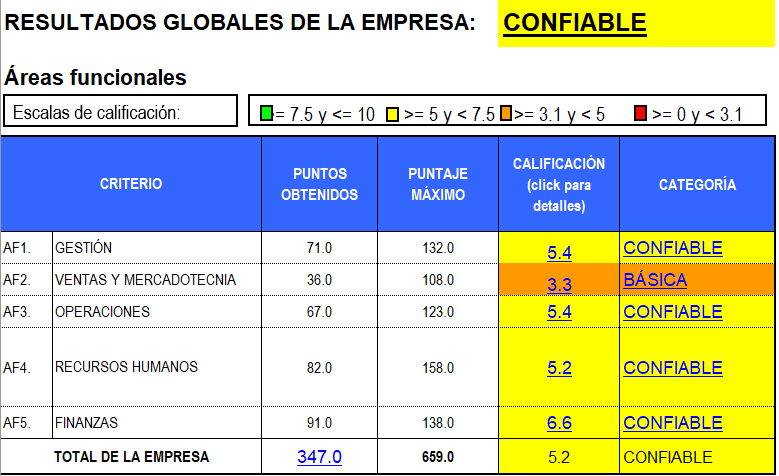 RESULTADOS GLOBALES DE LA EMPRESA: CONFIABLE
Áreas funcionales
Escalas de calificación: >= 7.5 y <= 10 >= 5 y < 7.5 >= 3.1 y < 5 >= 0 y < 3.1
CRITERIO PUNTOS OBTENIDOS PUNTAJE MÁXIMO CALIFICACIÓN (click para detalles) CATEGORÍA
AF1. GESTIÓN 71.0 132.0 5.4 CONFIABLE
AF2. VENTAS Y MERCADOTECNIA 36.0 108.0 3.3 BÁSICA
AF3. OPERACIONES 67.0 123.0 5.4 CONFIABLE
AF4. RECURSOS HUMANOS 82.0 158.0 5.2 CONFIABLE
AF5. FINANZAS 91.0 138.0 6.6 CONFIABLE
TOTAL DE LA EMPRESA 347.0 659.0 5.2 CONFIABLE